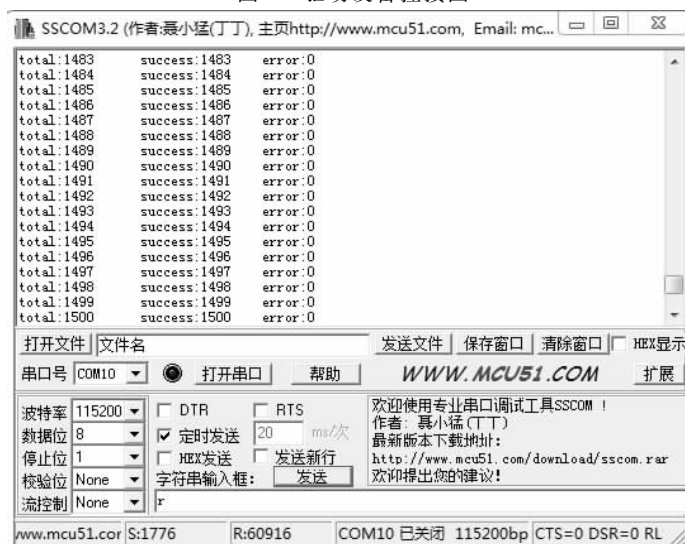 SSCOM3.2 (作者:聂小猛(丁丁), 主页http://www.mcu51.com, Email: mc...
total:1483 success:1483 error:0
total:1484 success:1484 error:0
total:1485 success:1485 error:0
total:1486 success:1486 error:0
total:1487 success:1487 error:0
total:1488 success:1488 error:0
total:1489 success:1489 error:0
total:1490 success:1490 error:0
total:1491 success:1491 error:0
total:1492 success:1492 error:0
total:1493 success:1493 error:0
total:1494 success:1494 error:0
total:1495 success:1495 error:0
total:1496 success:1496 error:0
total:1497 success:1497 error:0
total:1498 success:1498 error:0
total:1499 success:1499 error:0
total:1500 success:1500 error:0
打开文件 文件名 发送文件 保存窗口 清除窗口 HEX显示
串口号 COM10 打开串口 帮助 WWW.MCU51.COM 扩展
波特率 115200 DTR RTS
数据位 8 定时发送 20 ms/次
停止位 1 HEX发送 发送新行
校验位 None 字符串输入框: 发送
流控制 None r
欢迎使用专业串口调试工具SSCOM !
作者: 聂小猛(丁丁)
最新版本下载地址:
http://www.mcu51.com/download/sscom.rar
欢迎提出您的建议!
www.mcu51.cor S:1776 R:60916 COM10 已关闭 115200bp CTS=0 DSR=0 RL